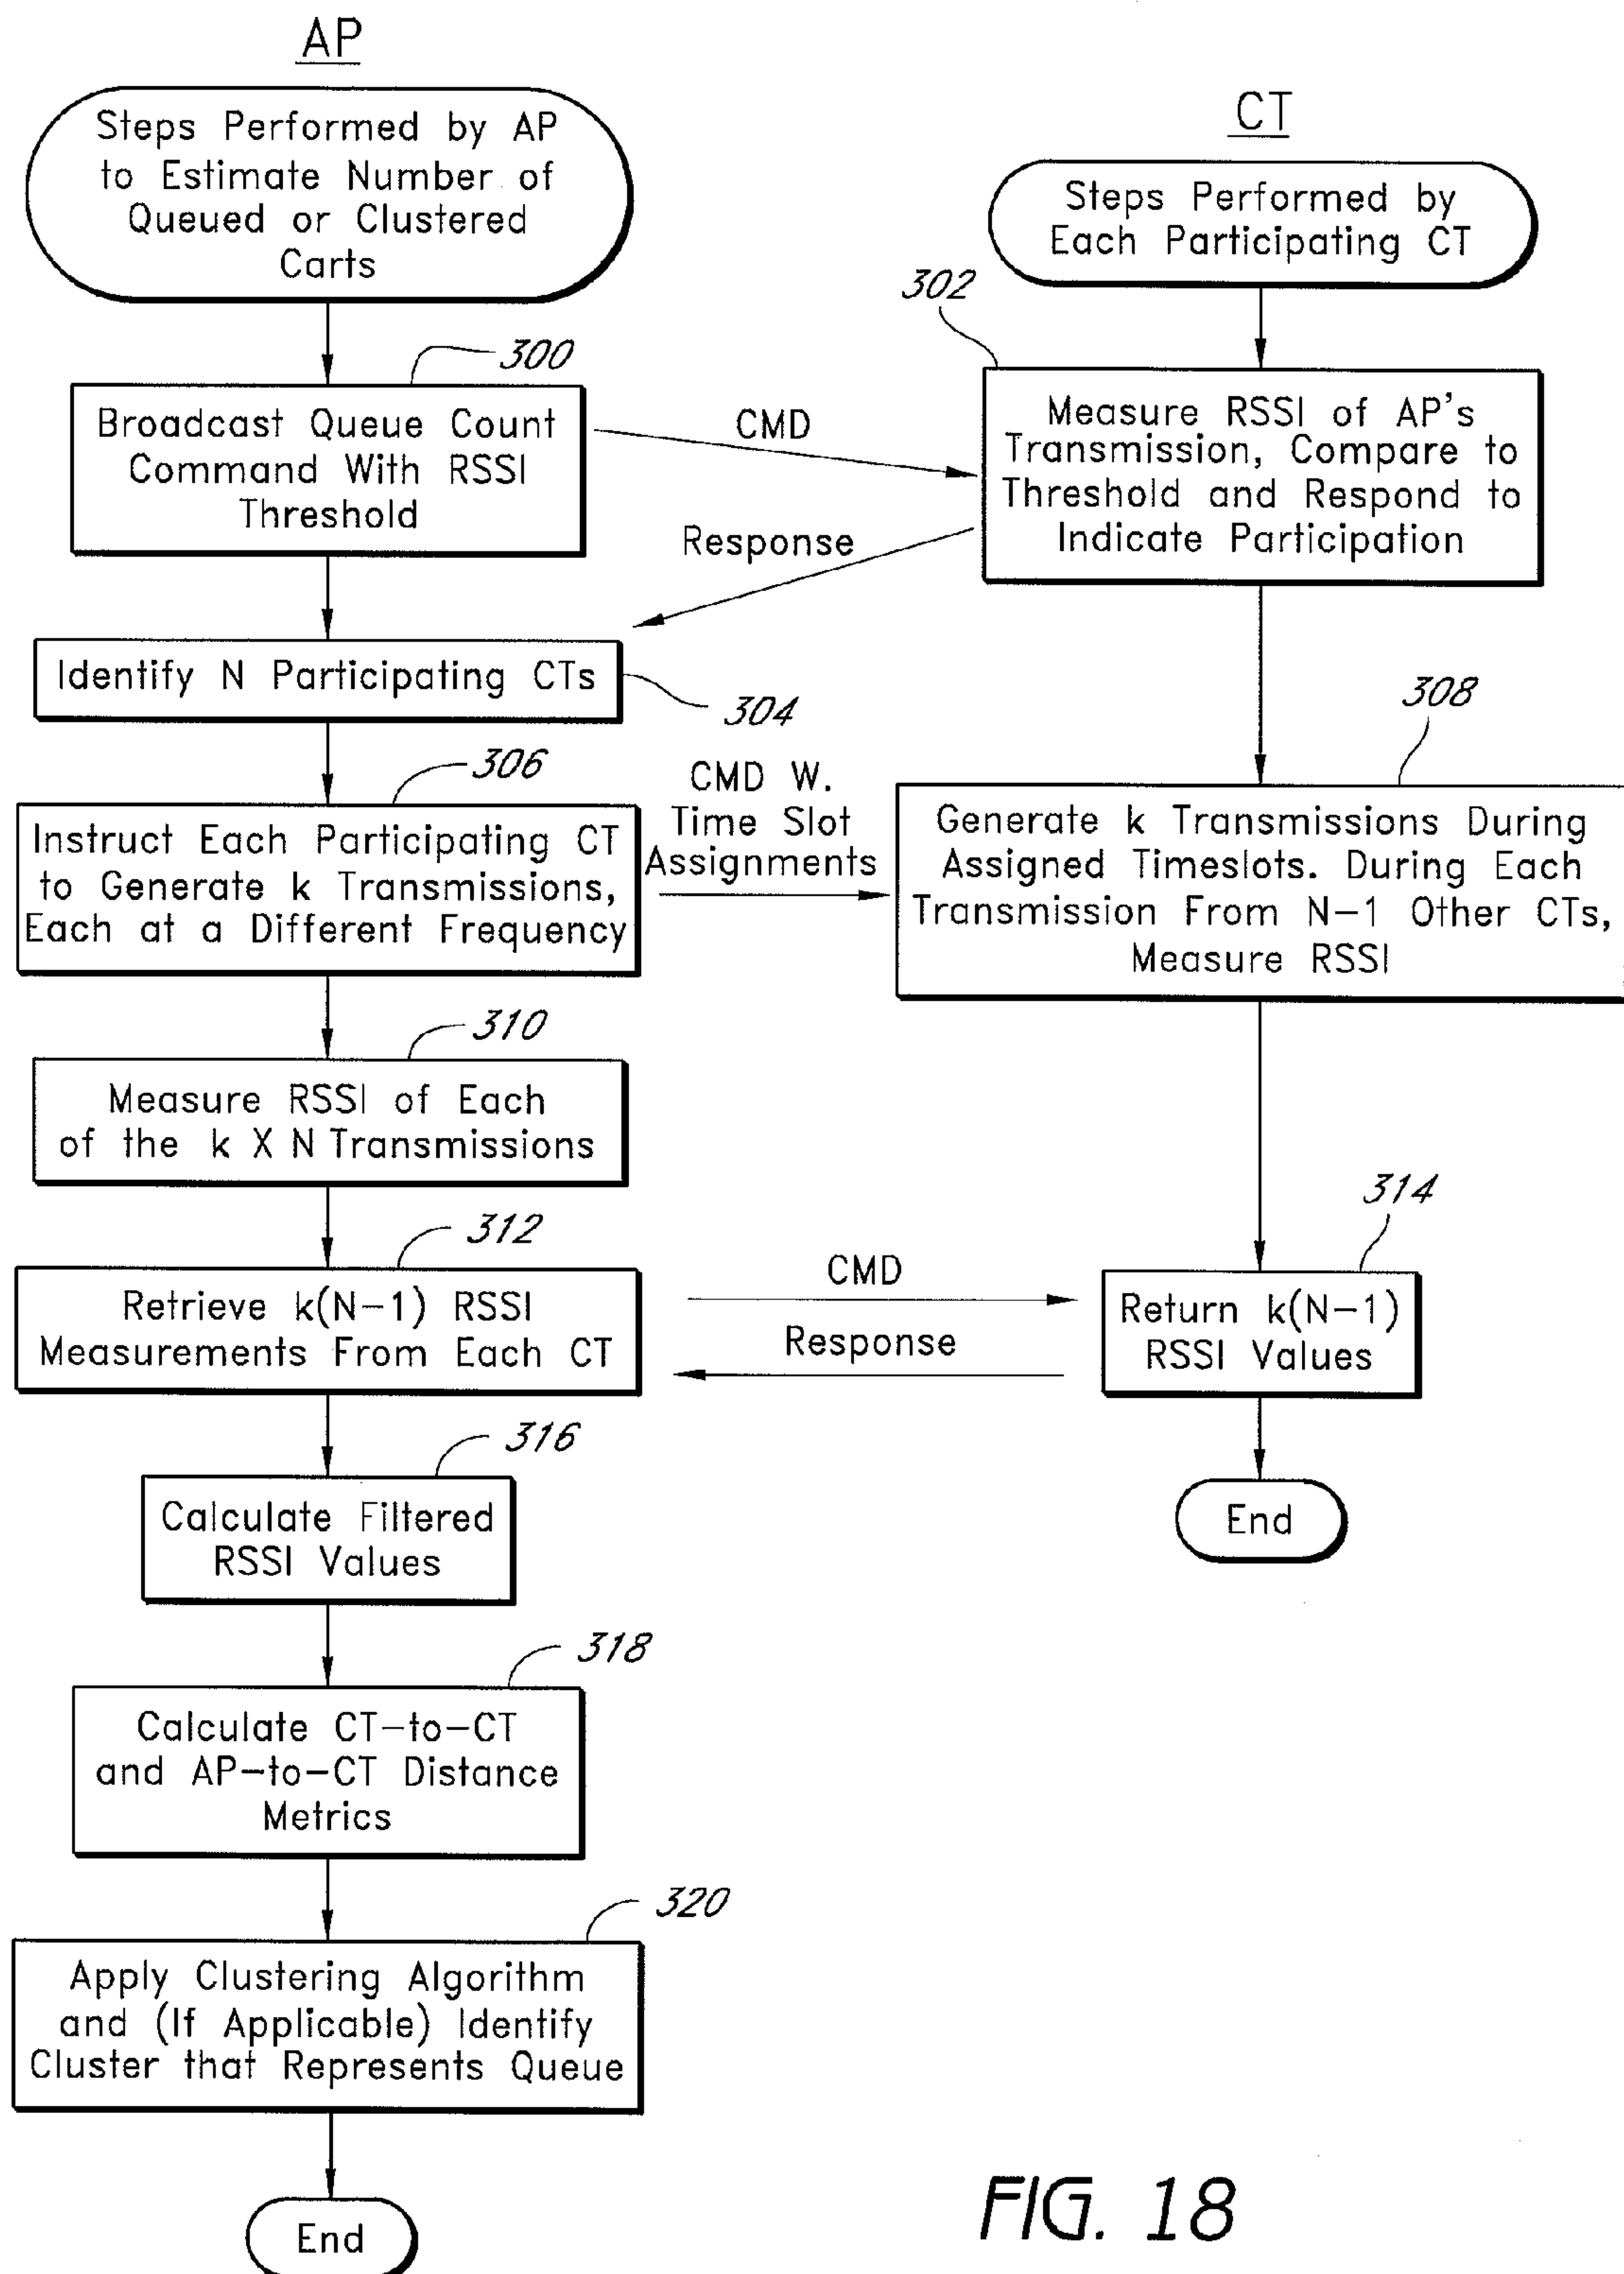 AP
Steps Performed by AP
to Estimate Number of
Queued or Clustered
Carts
CT
Steps Performed by
Each Participating CT
300
Broadcast Queue Count
Command With RSSI
Threshold
CMD
302
Measure RSSI of AP's
Transmission, Compare to
Threshold and Respond to
Indicate Participation
Response
Identify N Participating CTs
304
306
Instruct Each Participating CT
to Generate k Transmissions,
Each at a Different Frequency
CMD W.
Time Slot
Assignments
308
Generate k Transmissions During
Assigned Timeslots. During Each
Transmission From N-1 Other CTs,
Measure RSSI
310
Measure RSSI of Each
of the k X N Transmissions
312
Retrieve k(N-1) RSSI
Measurements From Each CT
CMD
Response
314
Return k(N-1)
RSSI Values
End
316
Calculate Filtered
RSSI Values
318
Calculate CT-to-CT
and AP-to-CT Distance
Metrics
320
Apply Clustering Algorithm
and (If Applicable) Identify
Cluster that Represents Queue
End
FIG. 18